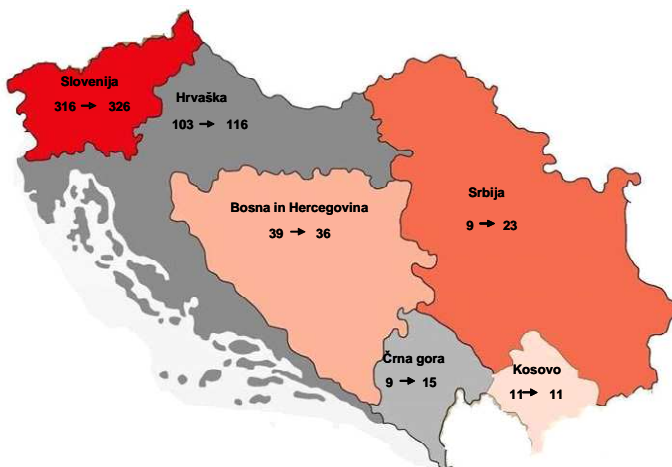 Slovenija
316 → 326
Hrvaška
103 → 116
Bosna in Hercegovina
39 → 36
Srbija
9 → 23
Črna gora
9 → 15
Kosovo
11 → 11